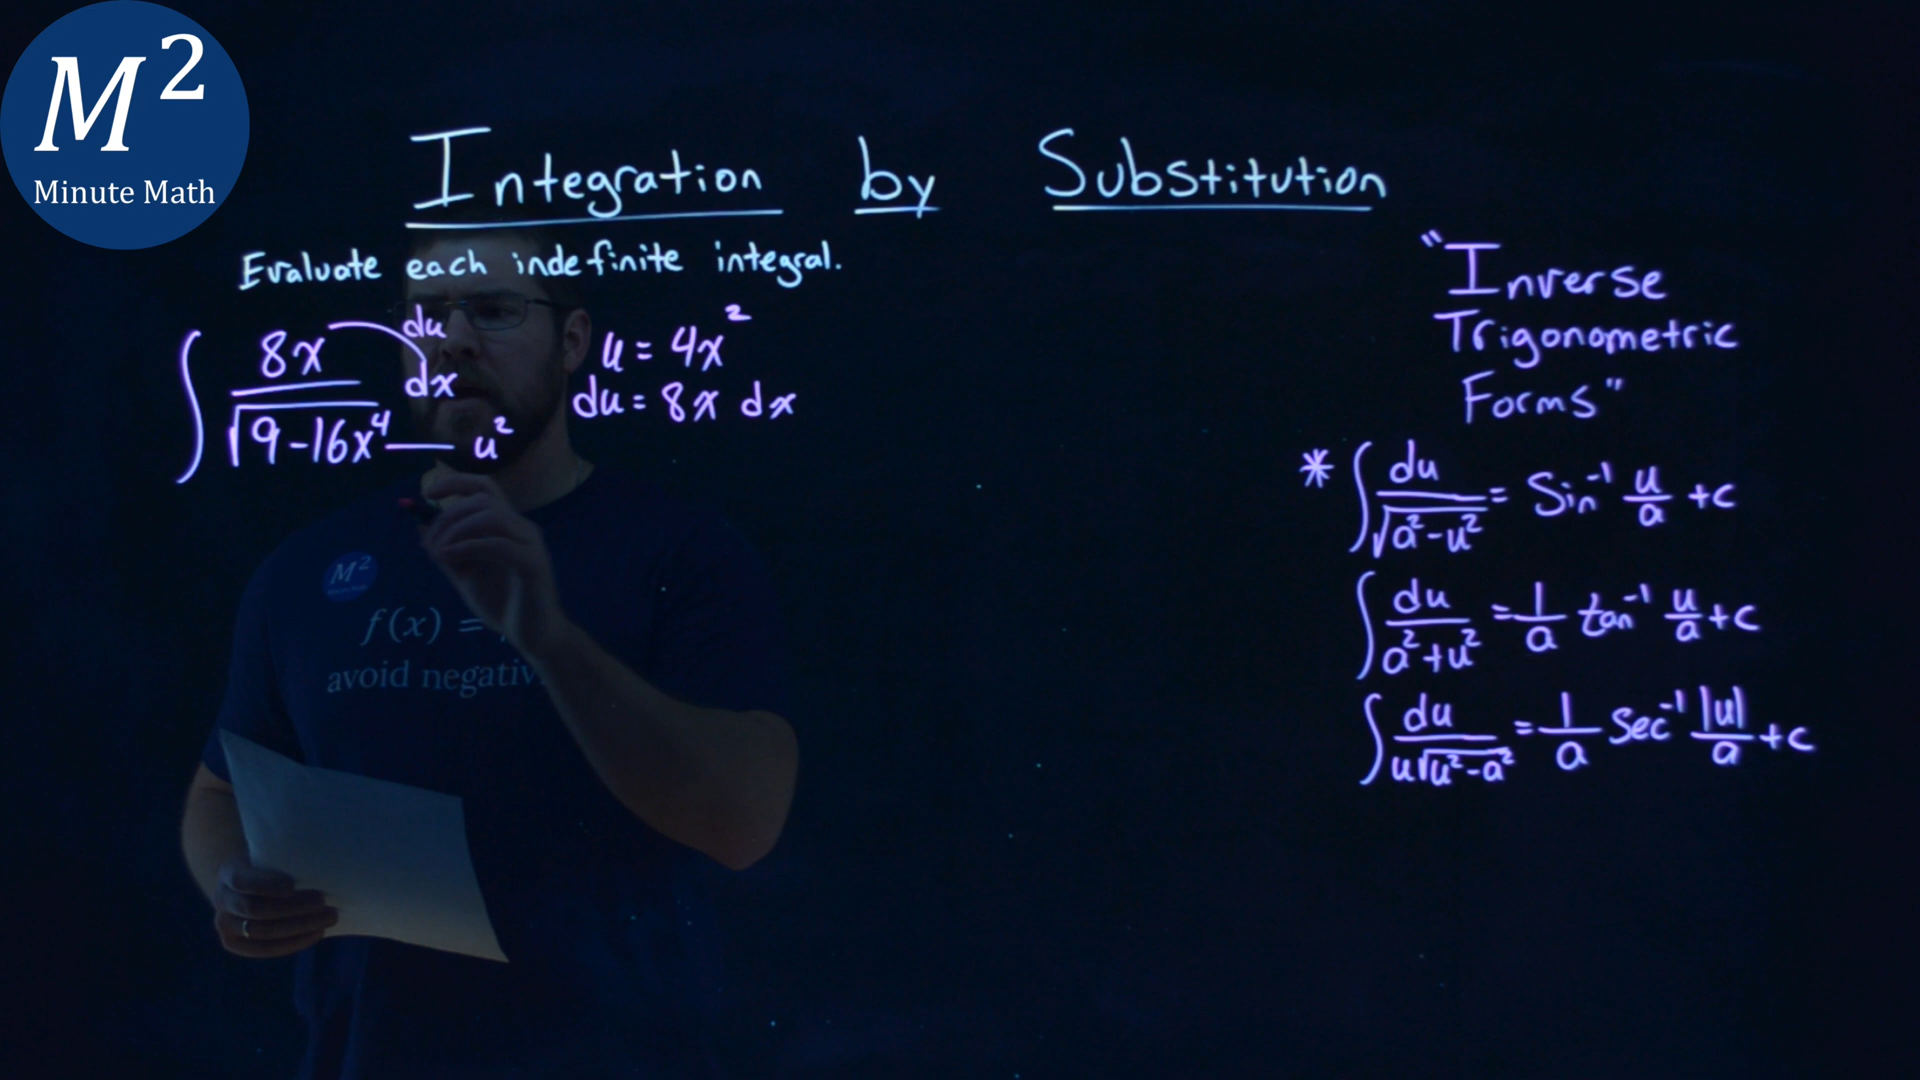 M²
Minute Math
Integration by Substitution
Evaluate each indefinite integral.
∫ 8x/√(9-16x⁴) dx
du
u²
u = 4x²
du = 8x dx
"Inverse
Trigonometric
Forms"
* ∫ du/√(a²-u²) = Sin⁻¹ u/a + c
∫ du/(a²+u²) = 1/a tan⁻¹ u/a + c
∫ du/(u√(u²-a²)) = 1/a Sec⁻¹ |u|/a + c
M²
f(x) =
avoid